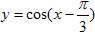 y = cos(x − π/3)